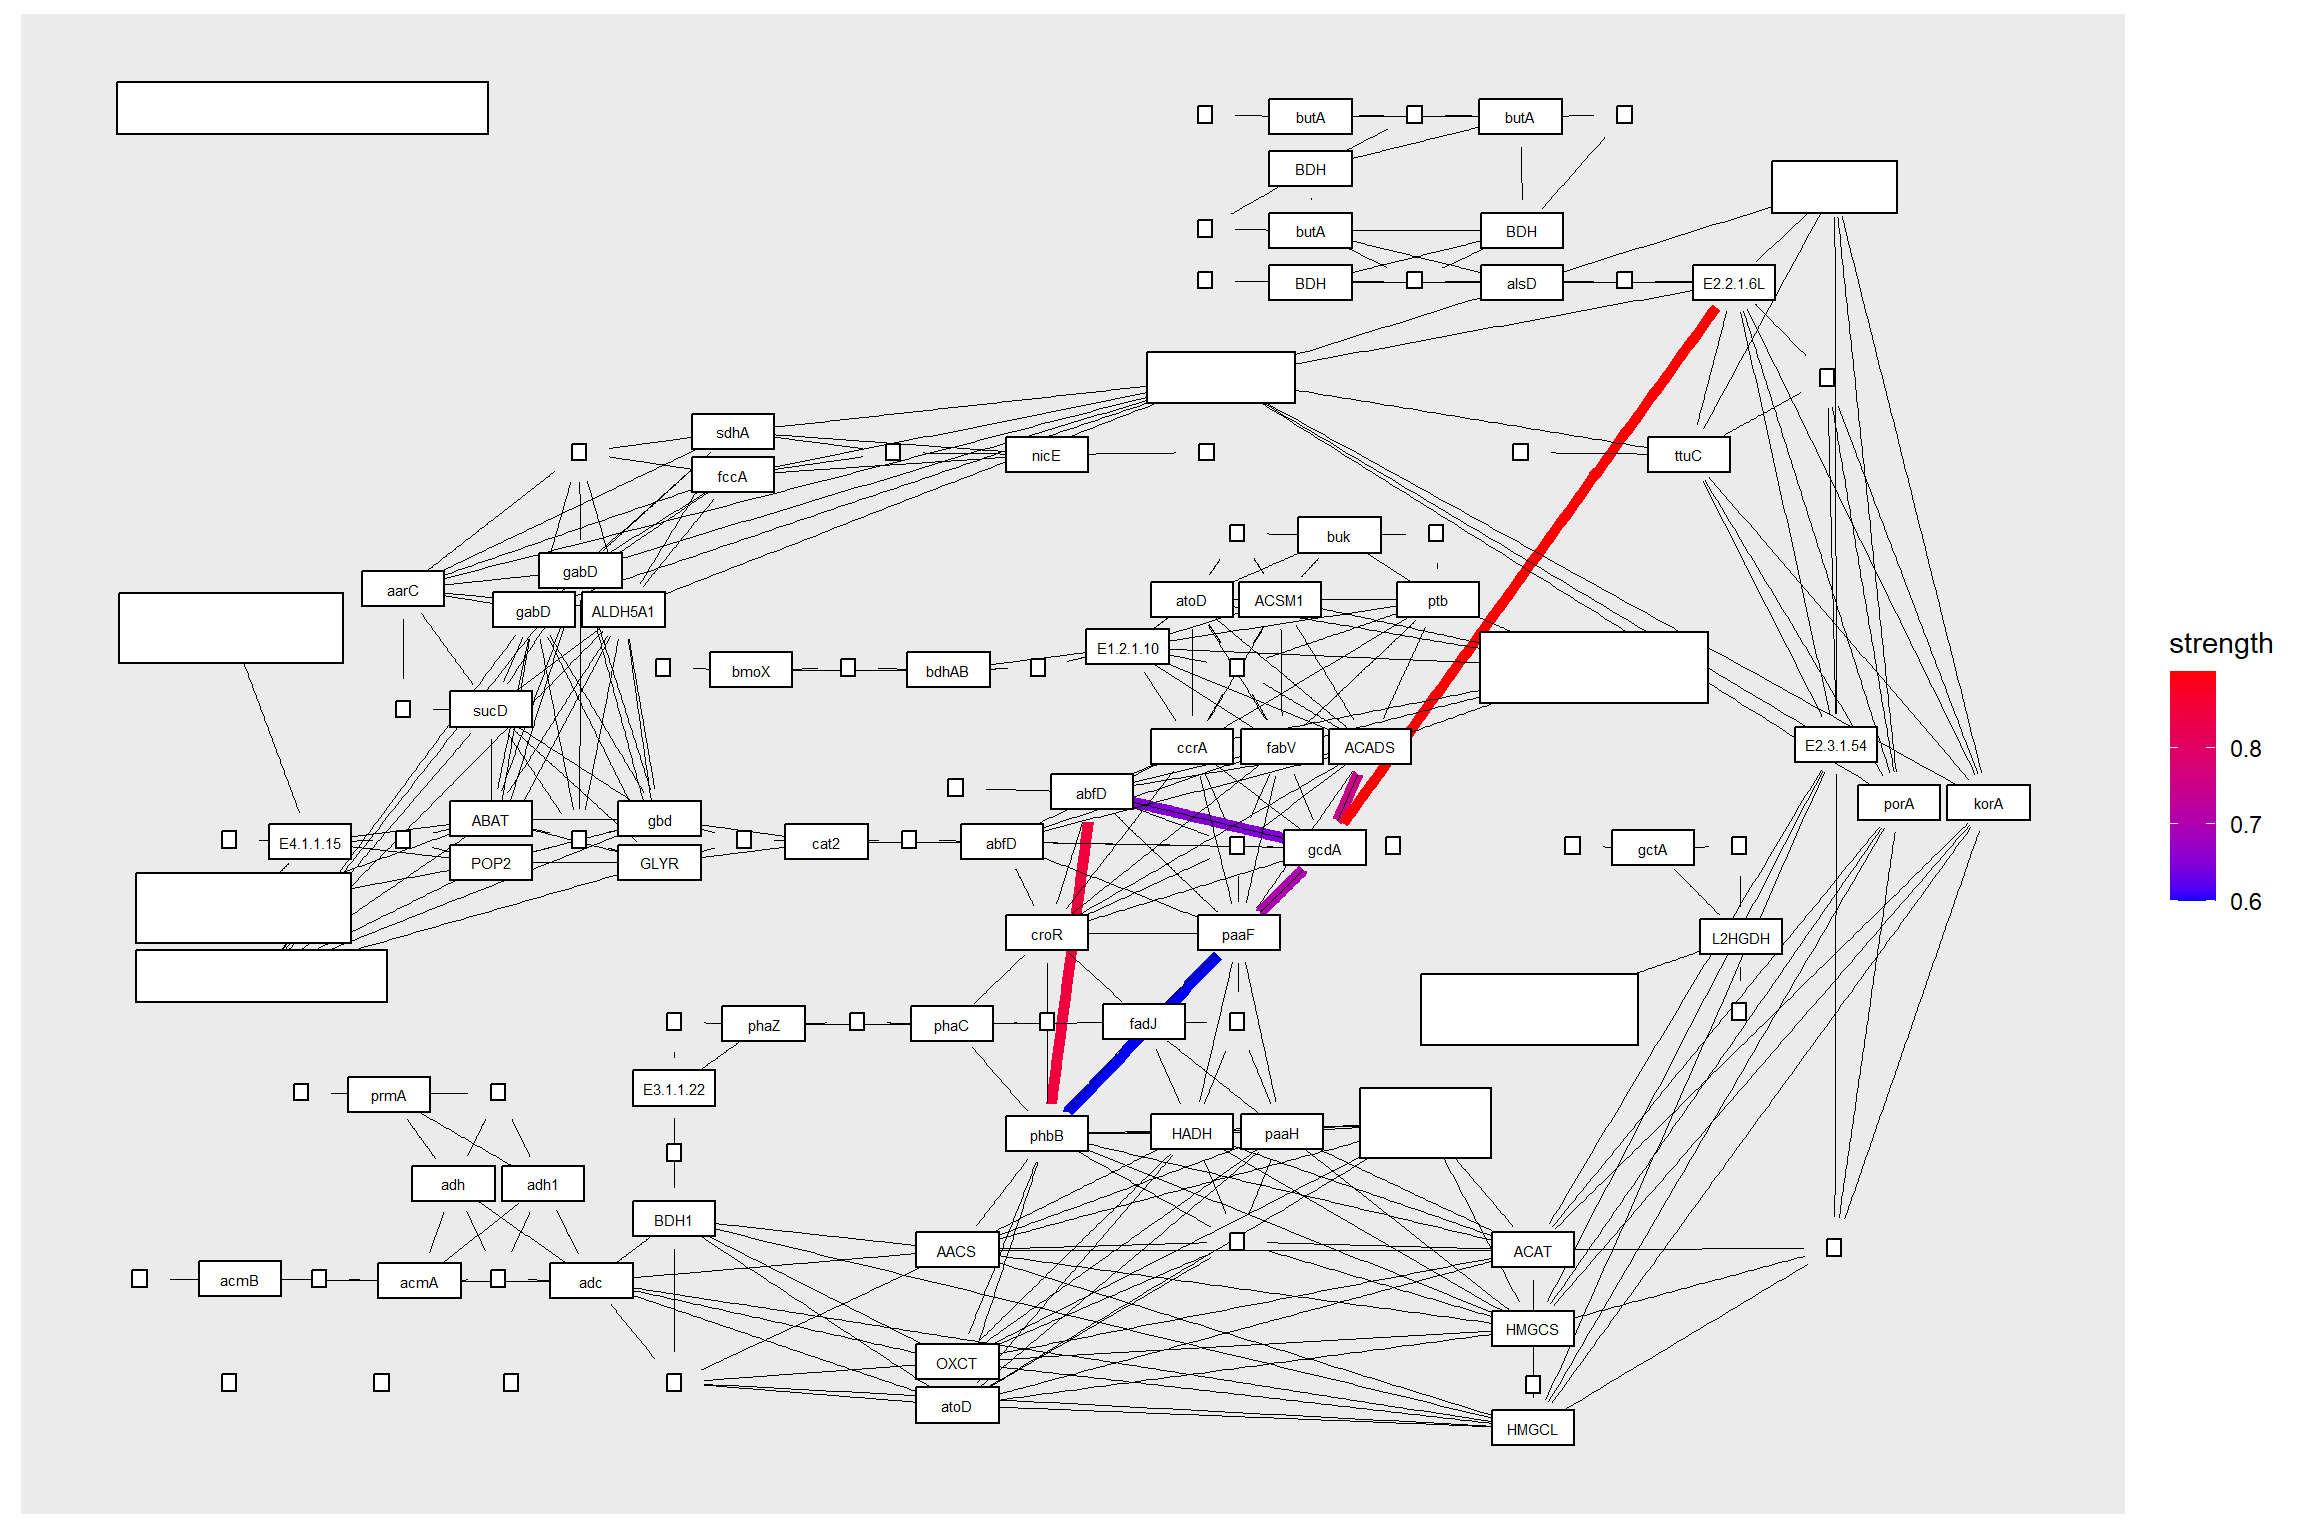 butA
butA
BDH
butA
BDH
BDH
alsD
E2.2.1.6L
sdhA
nicE
ttuC
fccA
buk
gabD
aarC
gabD
ALDH5A1
atoD
ACSM1
ptb
E1.2.1.10
bmoX
bdhAB
strength
sucD
ccrA
fabV
ACADS
E2.3.1.54
0.8
abfD
porA
korA
ABAT
gbd
0.7
E4.1.1.15
cat2
abfD
gcdA
gctA
POP2
GLYR
0.6
croR
paaF
L2HGDH
phaZ
phaC
fadJ
E3.1.1.22
prmA
phbB
HADH
paaH
adh
adh1
BDH1
AACS
ACAT
acmB
acmA
adc
HMGCS
OXCT
atoD
HMGCL